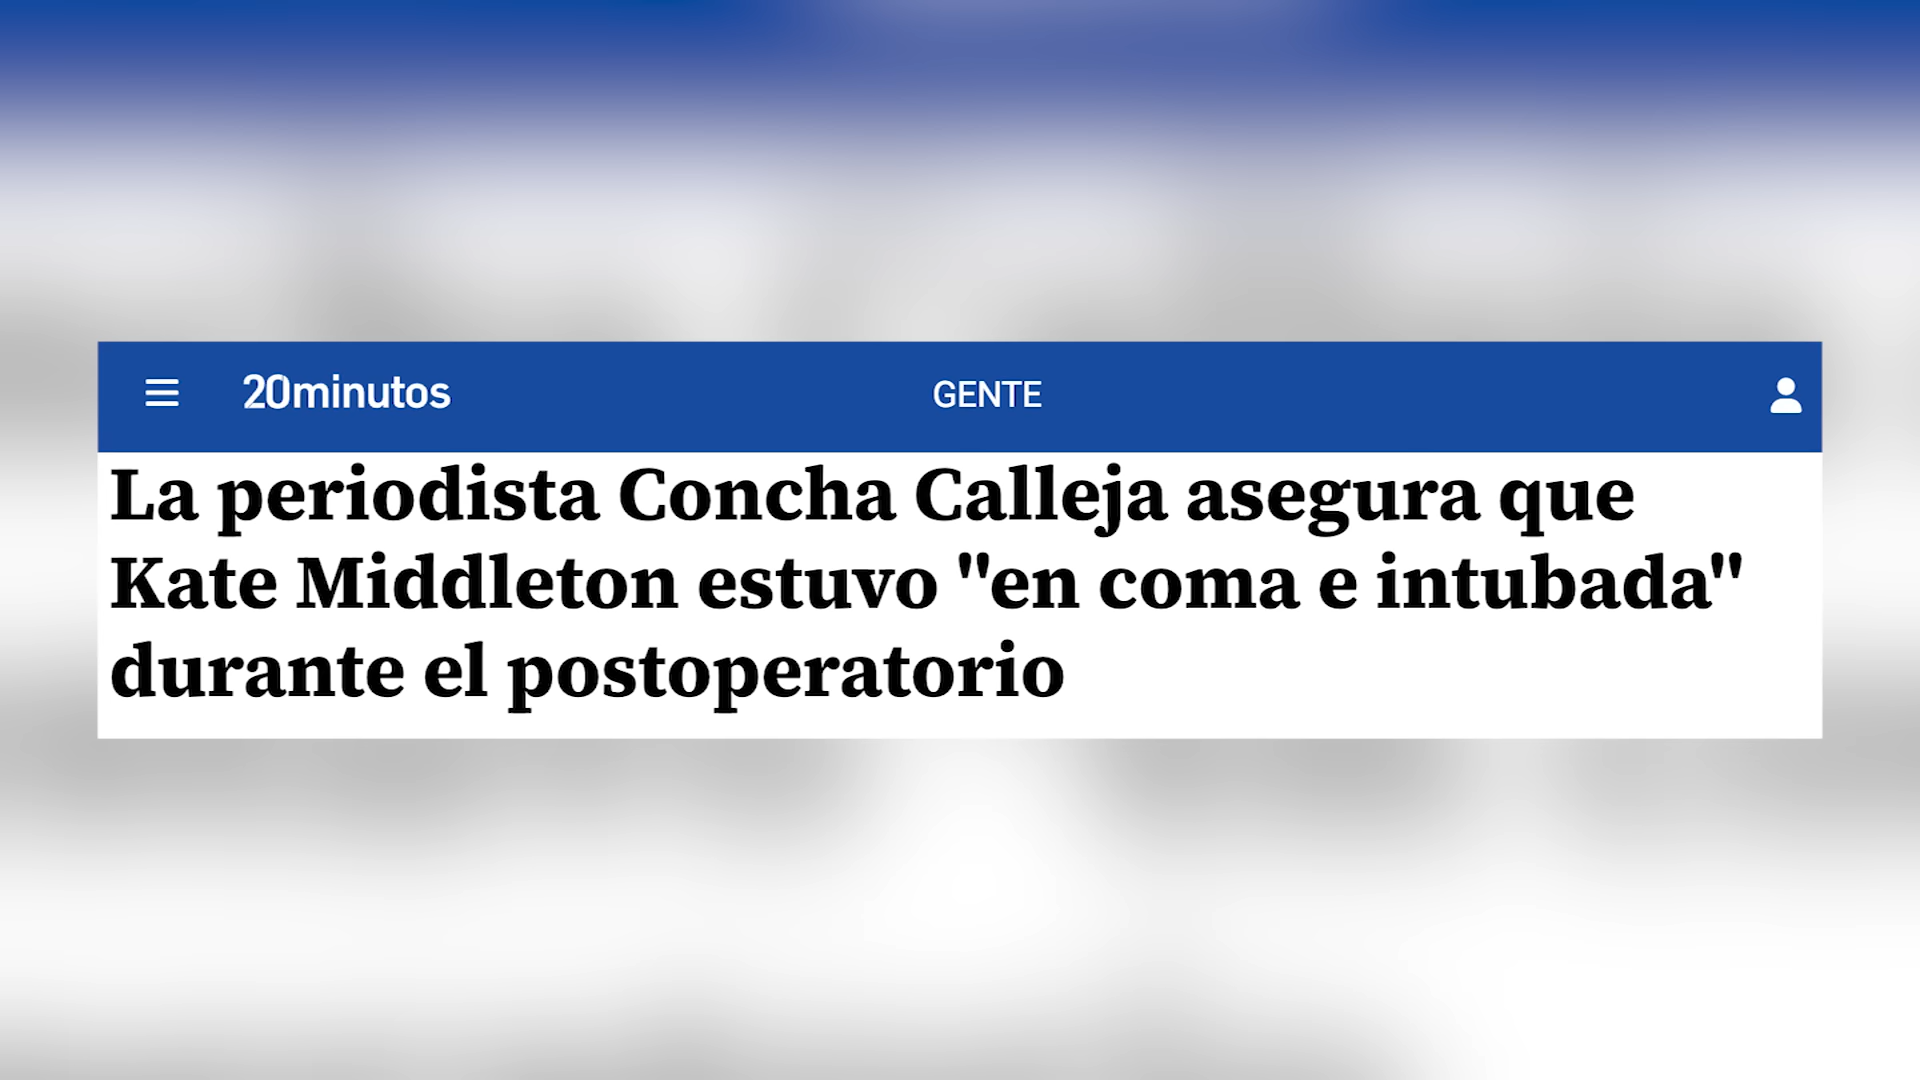 20minutos
GENTE
La periodista Concha Calleja asegura que
Kate Middleton estuvo "en coma e intubada"
durante el postoperatorio